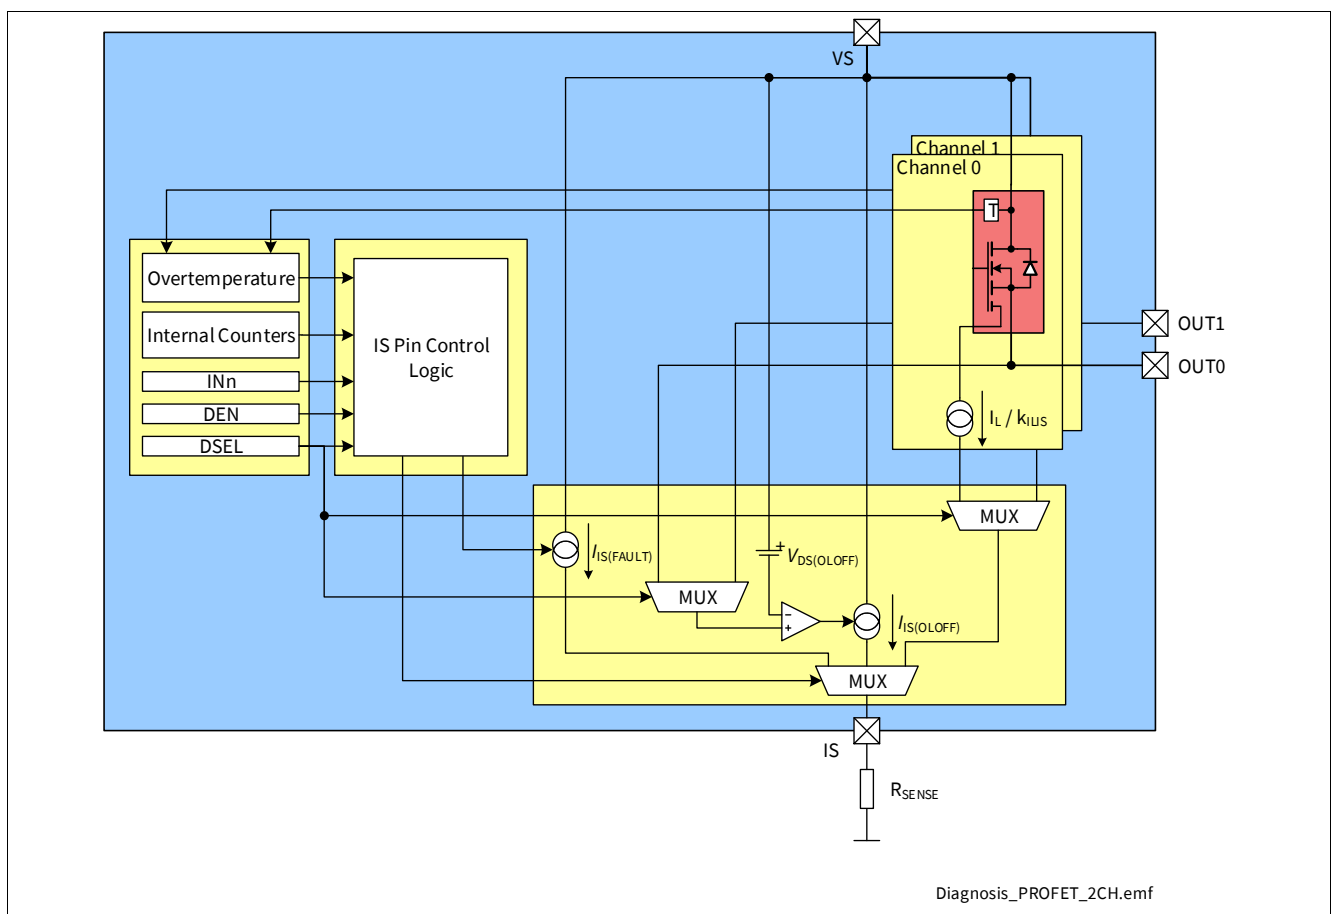 VS
Channel 1
Channel 0
T
Overtemperature
Internal Counters
INn
DEN
DSEL
IS Pin Control
Logic
OUT1
OUT0
IL / kILIS
MUX
IIS(FAULT)
+
VDS(OLOFF)
MUX
−
+
IIS(OLOFF)
MUX
IS
RSENSE
Diagnosis_PROFET_2CH.emf